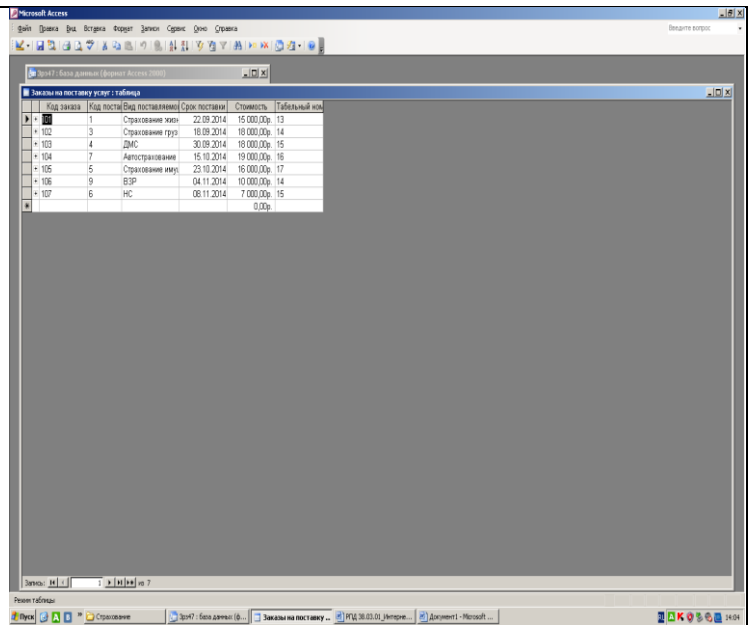 Microsoft Access
Файл Правка Вид Вставка Формат Записи Сервис Окно Справка Введите вопрос
: база данных (формат Access 2000)
Заказы на поставку услуг : таблица
Код заказа Код поста Вид поставляемо Срок поставки Стоимость Табельный ном
101 1 Страхование жизн 22.09.2014 15 000,00р. 13
102 3 Страхование груз 18.09.2014 18 000,00р. 14
103 4 ДМС 30.09.2014 18 000,00р. 15
104 7 Автострахование 15.10.2014 19 000,00р. 16
105 5 Страхование иму 23.10.2014 16 000,00р. 17
106 9 ВЗР 04.11.2014 10 000,00р. 14
107 6 НС 08.11.2014 7 000,00р. 15
0,00р.
Запись: 1 из 7
Режим таблицы
Пуск Страхование : база данных (ф... Заказы на поставку ... РПД 38.03.01_Интерне... Документ1 - Microsoft ... 14:04